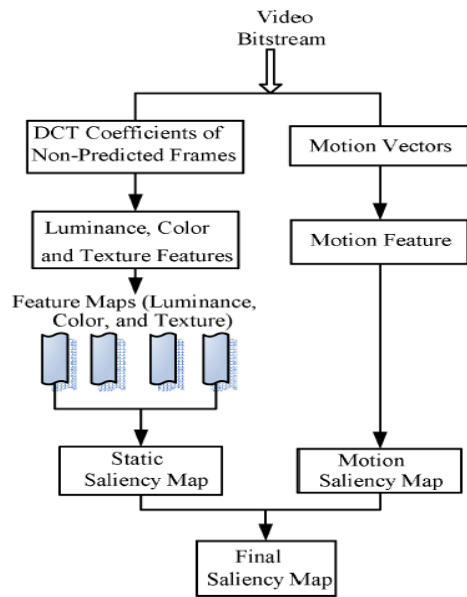 Video
Bitstream
DCT Coefficients of
Non-Predicted Frames
Motion Vectors
Luminance, Color
and Texture Features
Motion Feature
Feature Maps (Luminance,
Color, and Texture)
Static
Saliency Map
Motion
Saliency Map
Final
Saliency Map